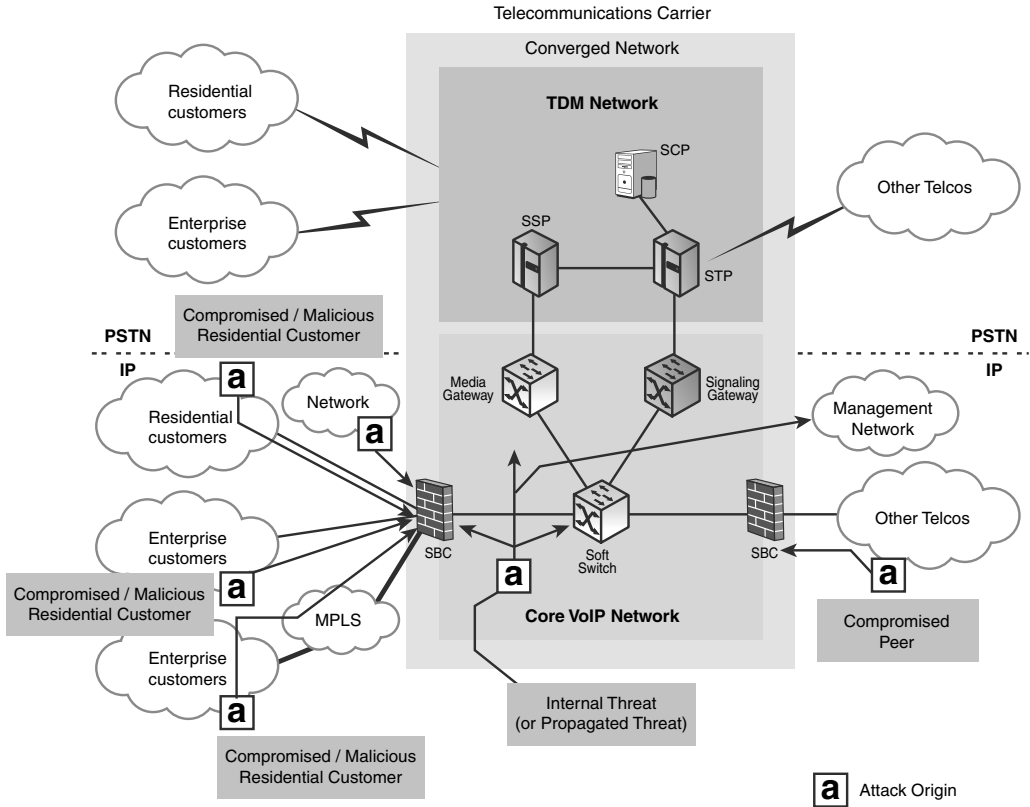 Telecommunications Carrier
Converged Network
TDM Network
Residential
customers
SCP
Enterprise
customers
Other Telcos
SSP
STP
Compromised / Malicious
Residential Customer
PSTN
PSTN
IP
IP
a
Residential
customers
Network
a
Media
Gateway
Signaling
Gateway
Management
Network
Enterprise
customers
SBC
Soft
Switch
SBC
Other Telcos
a
a
a
Compromised / Malicious
Residential Customer
MPLS
Core VoIP Network
Compromised
Peer
Enterprise
customers
a
Internal Threat
(or Propagated Threat)
Compromised / Malicious
Residential Customer
a
Attack Origin